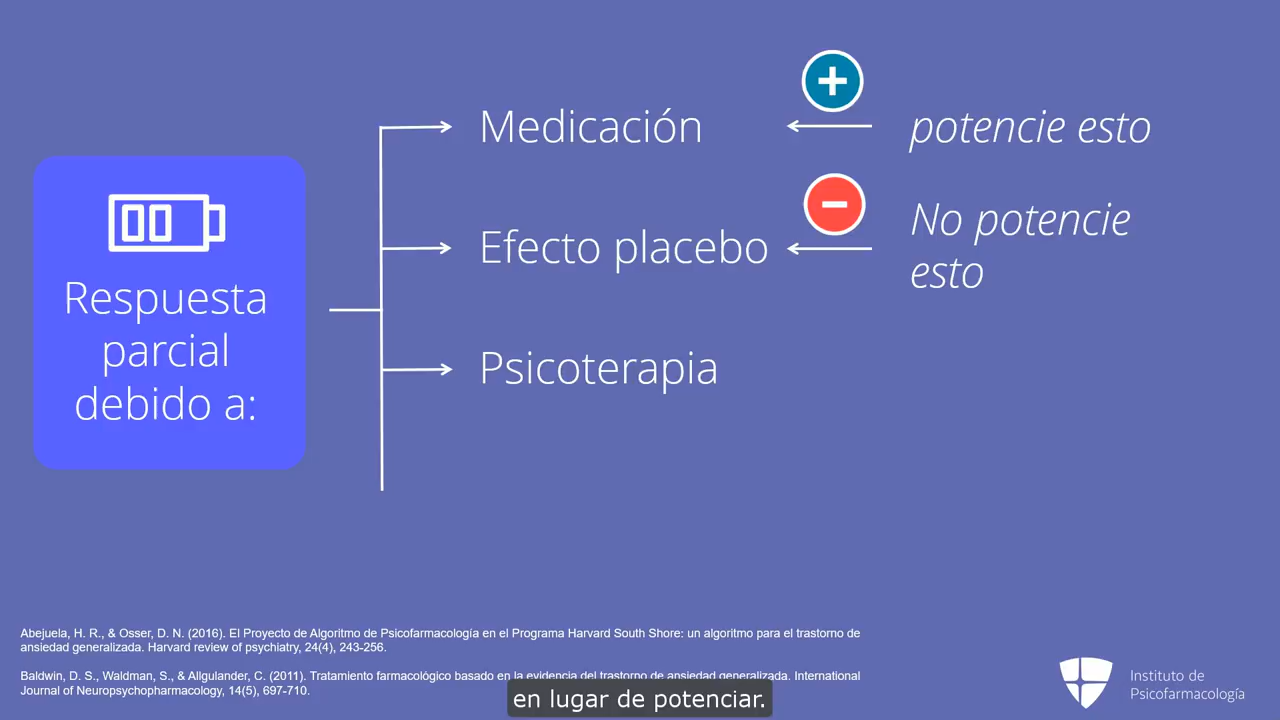 Respuesta
parcial
debido a:
Medicación
potencie esto
Efecto placebo
No potencie
esto
Psicoterapia
Abejuela, H. R., & Osser, D. N. (2016). El Proyecto de Algoritmo de Psicofarmacología en el Programa Harvard South Shore: un algoritmo para el trastorno de
ansiedad generalizada. Harvard review of psychiatry, 24(4), 243-256.
Baldwin, D. S., Waldman, S., & Allgulander, C. (2011). Tratamiento farmacológico basado en la evidencia del trastorno de ansiedad generalizada. International
Journal of Neuropsychopharmacology, 14(5), 697-710.
en lugar de potenciar.
Instituto de
Psicofarmacología